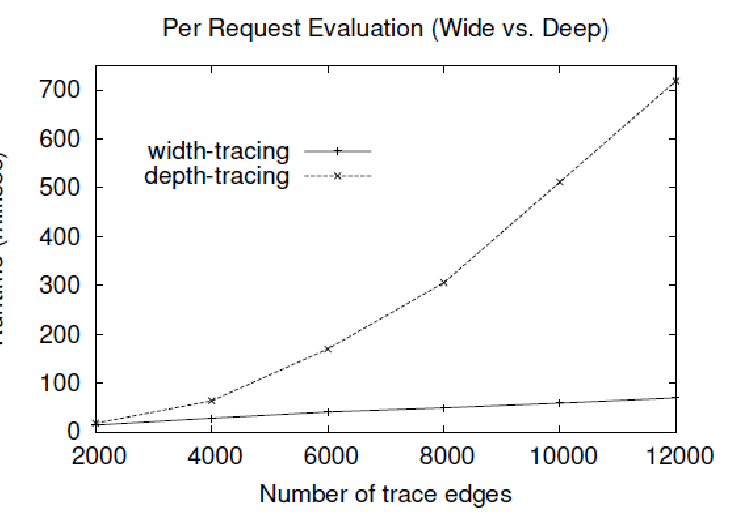 Per Request Evaluation (Wide vs. Deep)
700
600
500
400
300
200
100
0
width-tracing
depth-tracing
2000 4000 6000 8000 10000 12000
Number of trace edges